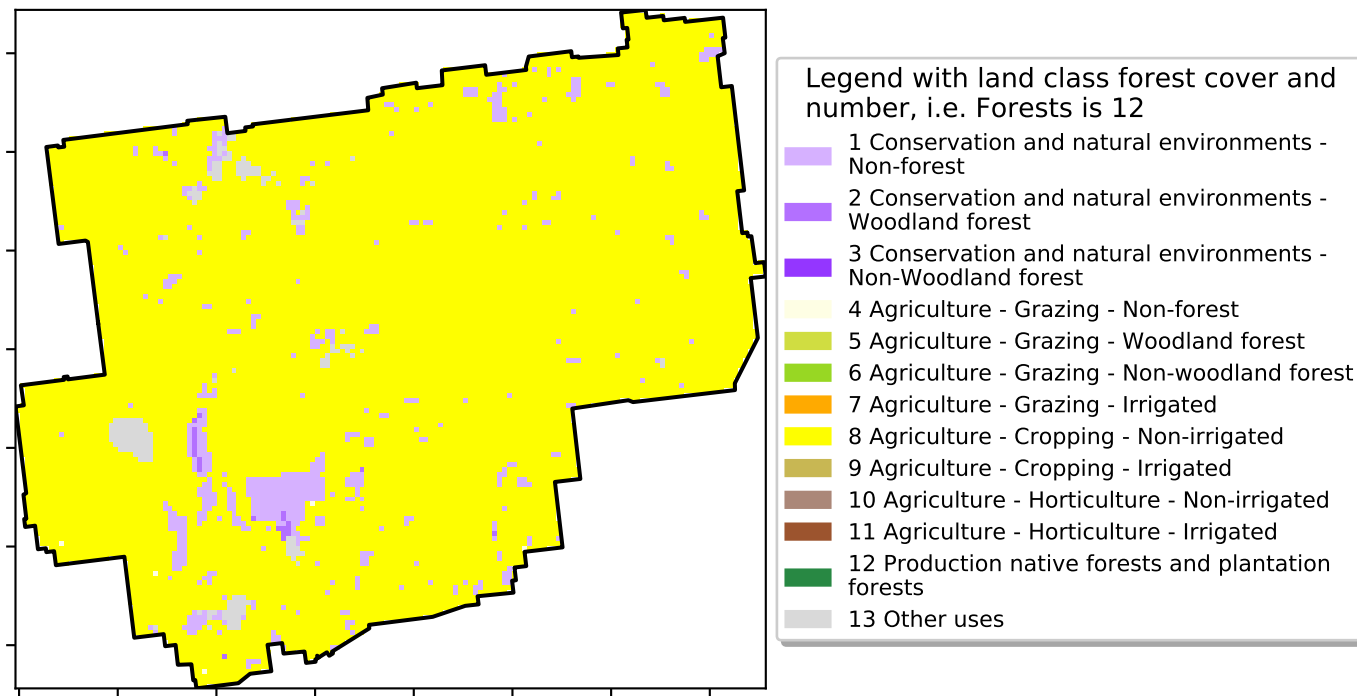 Legend with land class forest cover and
number, i.e. Forests is 12
1 Conservation and natural environments -
Non-forest
2 Conservation and natural environments -
Woodland forest
3 Conservation and natural environments -
Non-Woodland forest
4 Agriculture - Grazing - Non-forest
5 Agriculture - Grazing - Woodland forest
6 Agriculture - Grazing - Non-woodland forest
7 Agriculture - Grazing - Irrigated
8 Agriculture - Cropping - Non-irrigated
9 Agriculture - Cropping - Irrigated
10 Agriculture - Horticulture - Non-irrigated
11 Agriculture - Horticulture - Irrigated
12 Production native forests and plantation
forests
13 Other uses